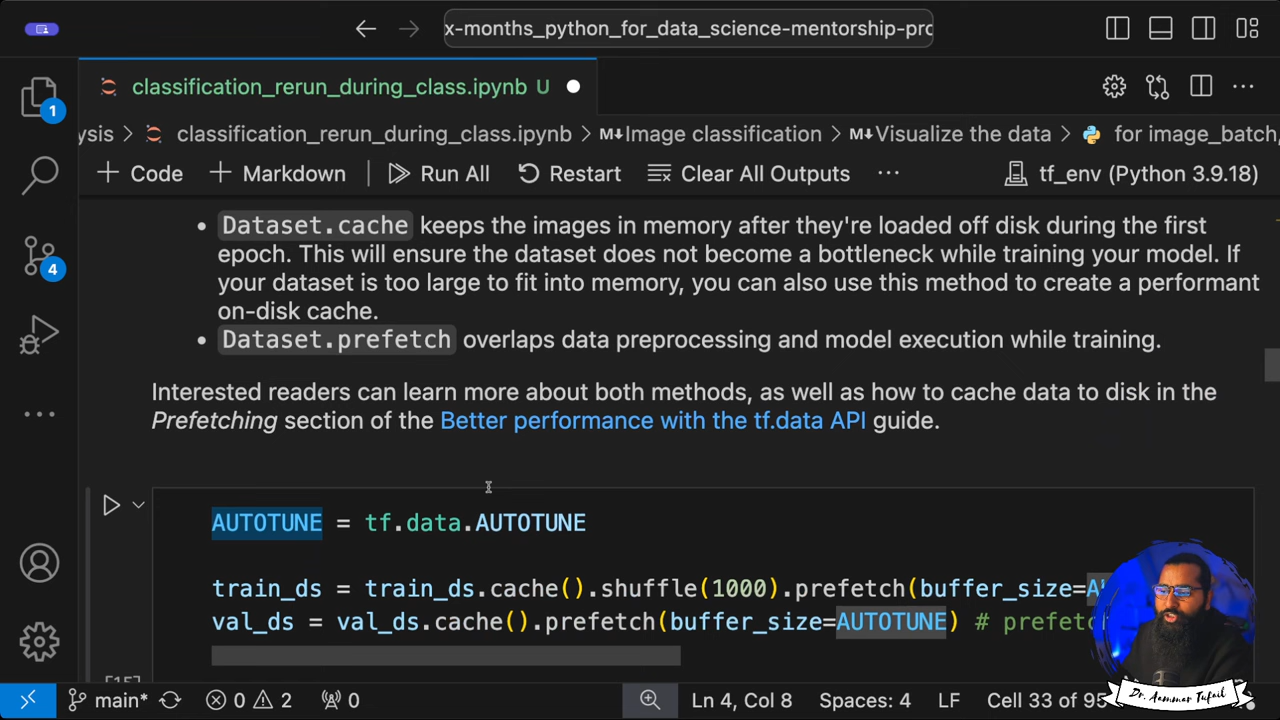 x-months_python_for_data_science-mentorship-pro
classification_rerun_during_class.ipynb U
ysis > classification_rerun_during_class.ipynb > Image classification > Visualize the data > for image_batch,
+ Code + Markdown | Run All Restart Clear All Outputs ... tf_env (Python 3.9.18)
1
4
• Dataset.cache keeps the images in memory after they're loaded off disk during the first
epoch. This will ensure the dataset does not become a bottleneck while training your model. If
your dataset is too large to fit into memory, you can also use this method to create a performant
on-disk cache.
• Dataset.prefetch overlaps data preprocessing and model execution while training.
Interested readers can learn more about both methods, as well as how to cache data to disk in the
Prefetching section of the Better performance with the tf.data API guide.
AUTOTUNE = tf.data.AUTOTUNE
train_ds = train_ds.cache().shuffle(1000).prefetch(buffer_size=
val_ds = val_ds.cache().prefetch(buffer_size=AUTOTUNE) # prefetc
[15]
Dr. Aammar Tufail
main* 0 2 0 Ln 4, Col 8 Spaces: 4 LF Cell 33 of 95